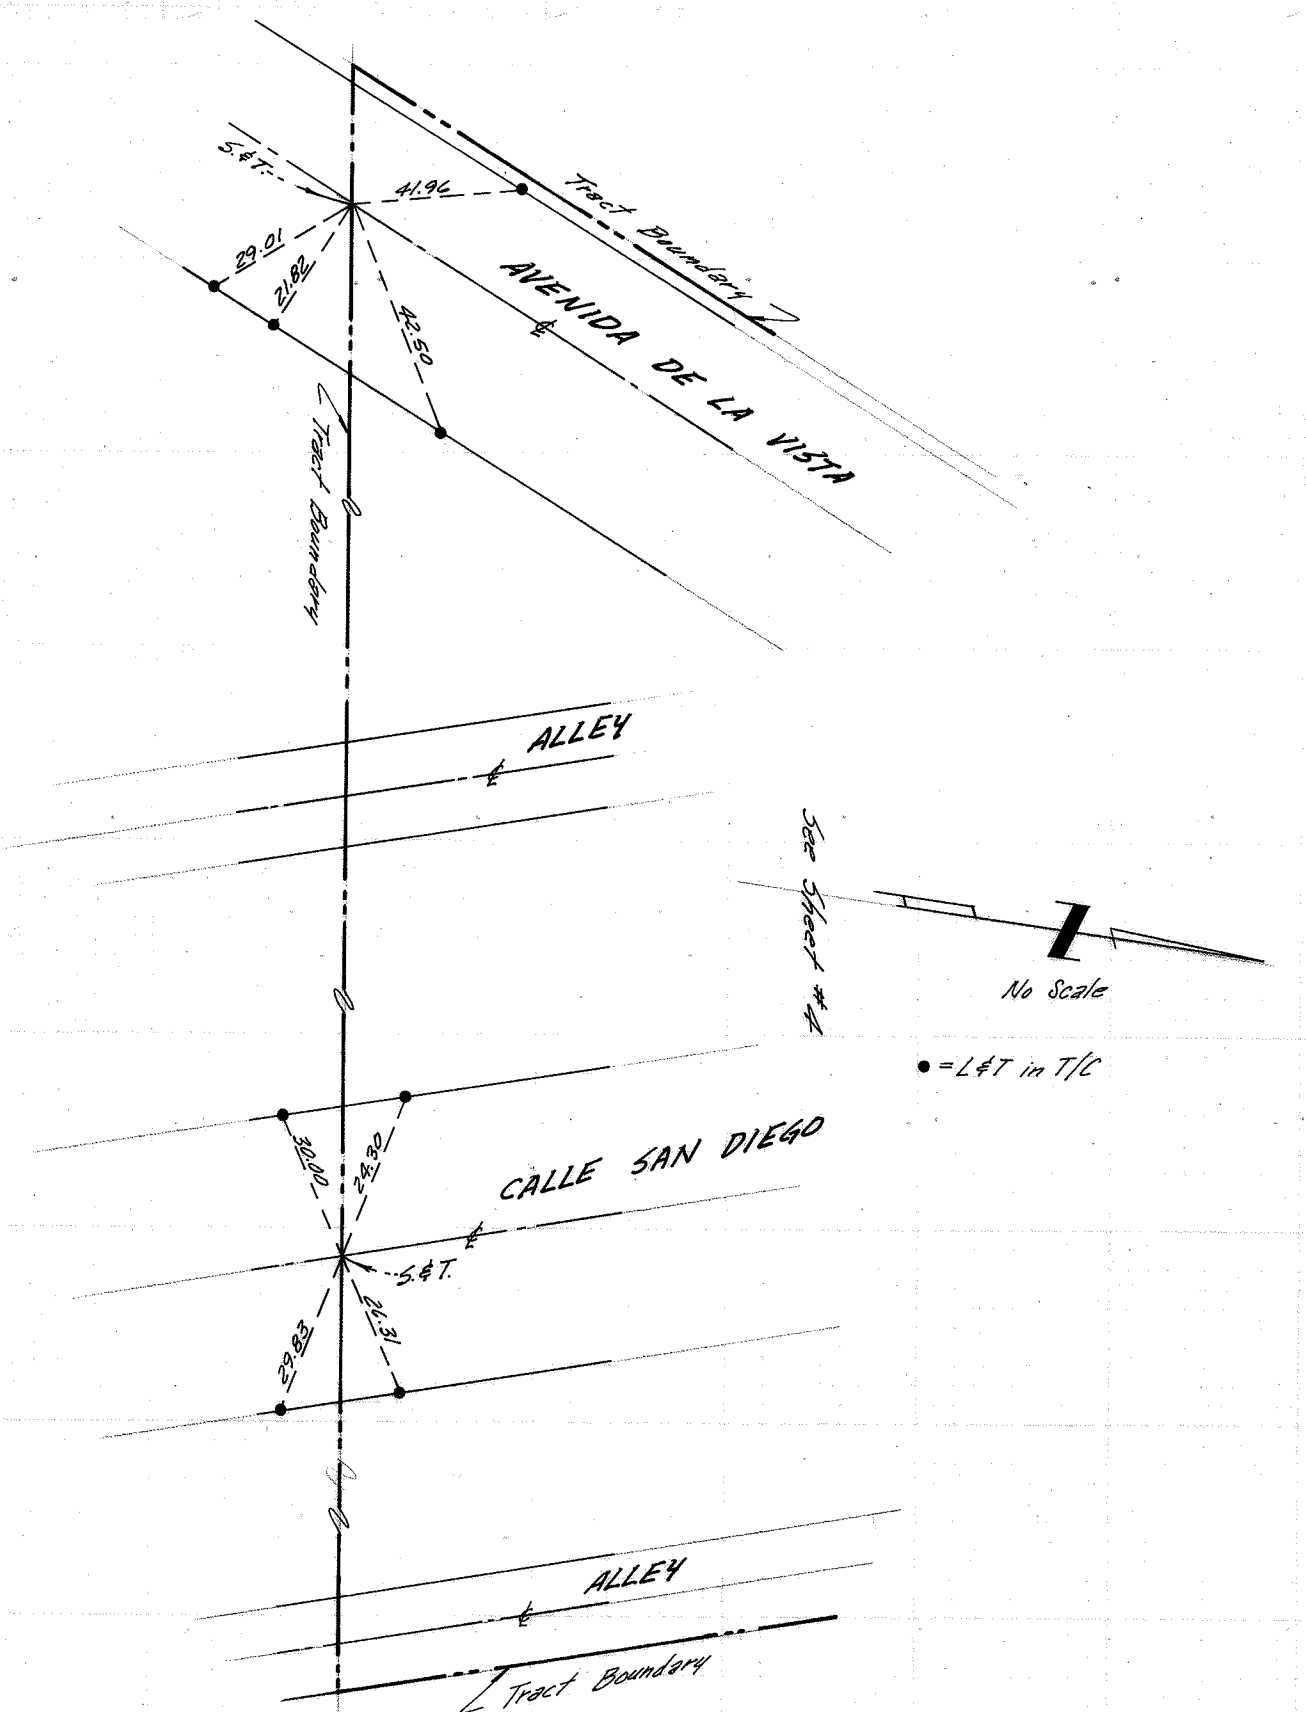 S.&T.
41.96
Tract Boundary
29.01
21.82
42.50
AVENIDA DE LA VISTA
℄
Tract Boundary
ALLEY
℄
See Sheet #4
No Scale
● = L&T in T/C
30.00
24.30
CALLE SAN DIEGO
℄
S.&T.
29.83
26.31
ALLEY
℄
Tract Boundary